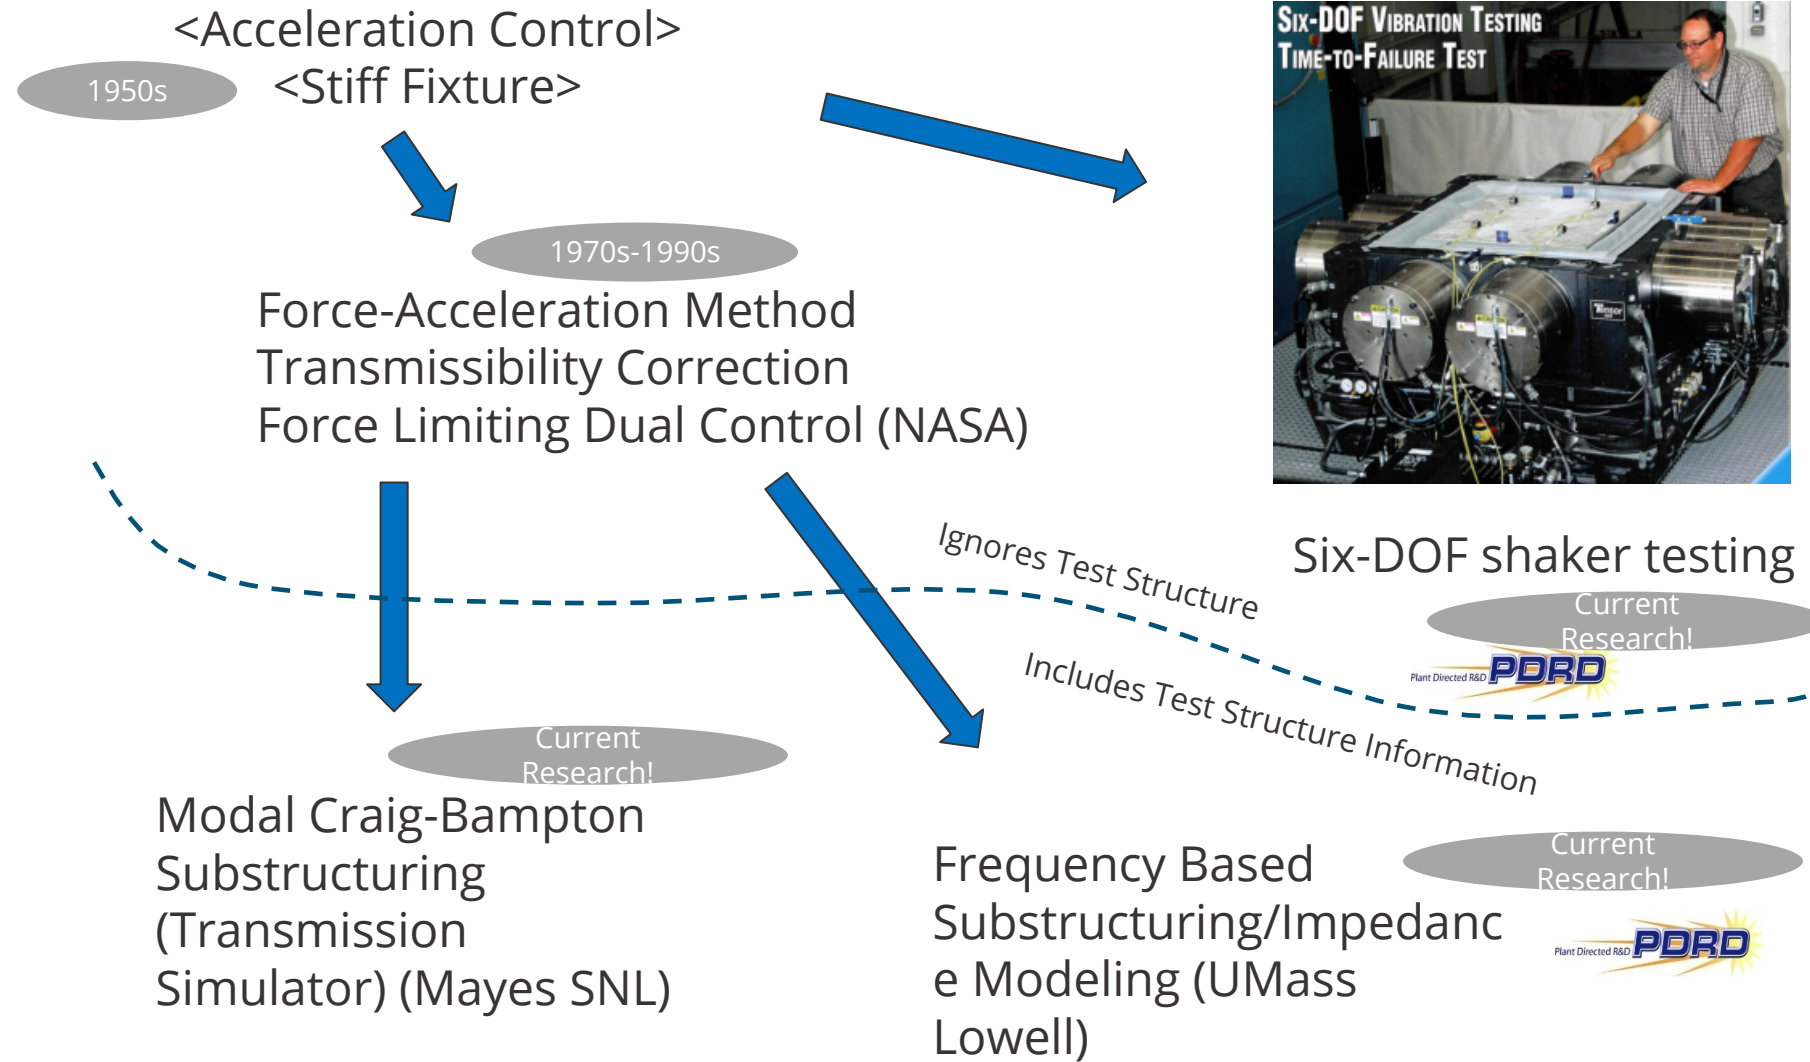 <Acceleration Control>
<Stiff Fixture>
1950s
SIX-DOF VIBRATION TESTING
TIME-TO-FAILURE TEST
1970s-1990s
Force-Acceleration Method
Transmissibility Correction
Force Limiting Dual Control (NASA)
Ignores Test Structure
Includes Test Structure Information
Six-DOF shaker testing
Current
Research!
Plant Directed R&D PDRD
Current
Research!
Modal Craig-Bampton
Substructuring
(Transmission
Simulator) (Mayes SNL)
Current
Research!
Frequency Based
Substructuring/Impedanc
e Modeling (UMass
Lowell)
Plant Directed R&D PDRD